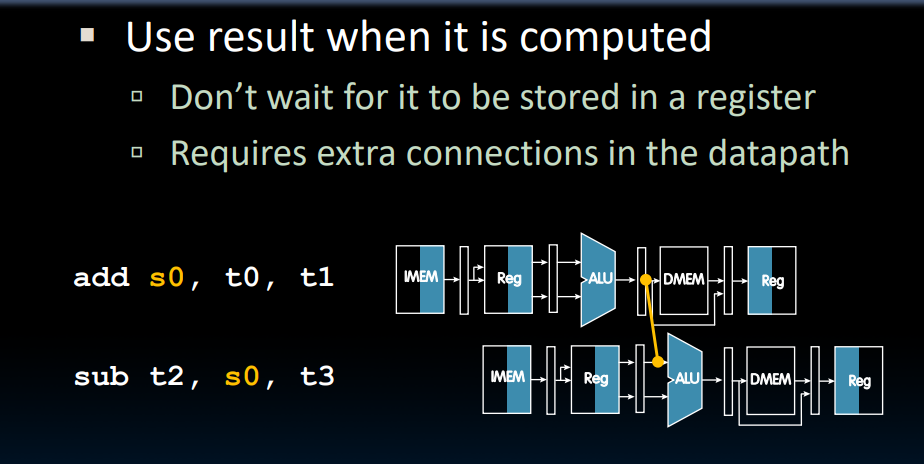 Use result when it is computed
Don’t wait for it to be stored in a register
Requires extra connections in the datapath
add s0, t0, t1
IMEM Reg ALU DMEM Reg
sub t2, s0, t3
IMEM Reg ALU DMEM Reg